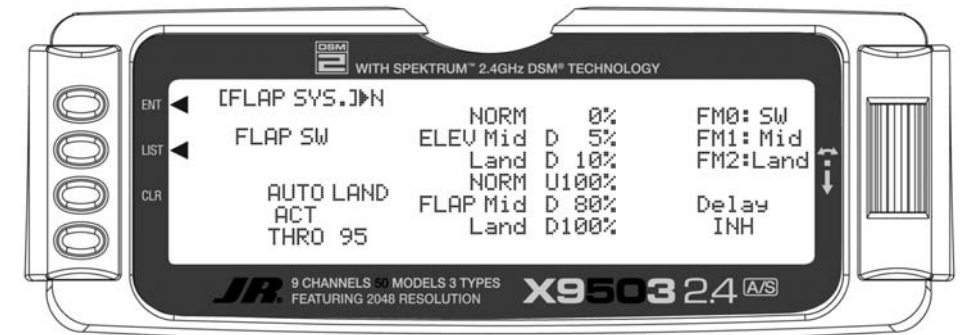 DSM
2 WITH SPEKTRUM™ 2.4GHz DSM® TECHNOLOGY
ENT
LIST
CLR
[FLAP SYS.]▶N
FLAP SW
AUTO LAND
ACT
THRO 95
NORM 0%
ELEV Mid D 5%
Land D 10%
NORM U100%
FLAP Mid D 80%
Land D100%
FM0: SW
FM1: Mid
FM2:Land
Delay
INH
JR. 9 CHANNELS 50 MODELS 3 TYPES
FEATURING 2048 RESOLUTION
X9503 2.4 A/S